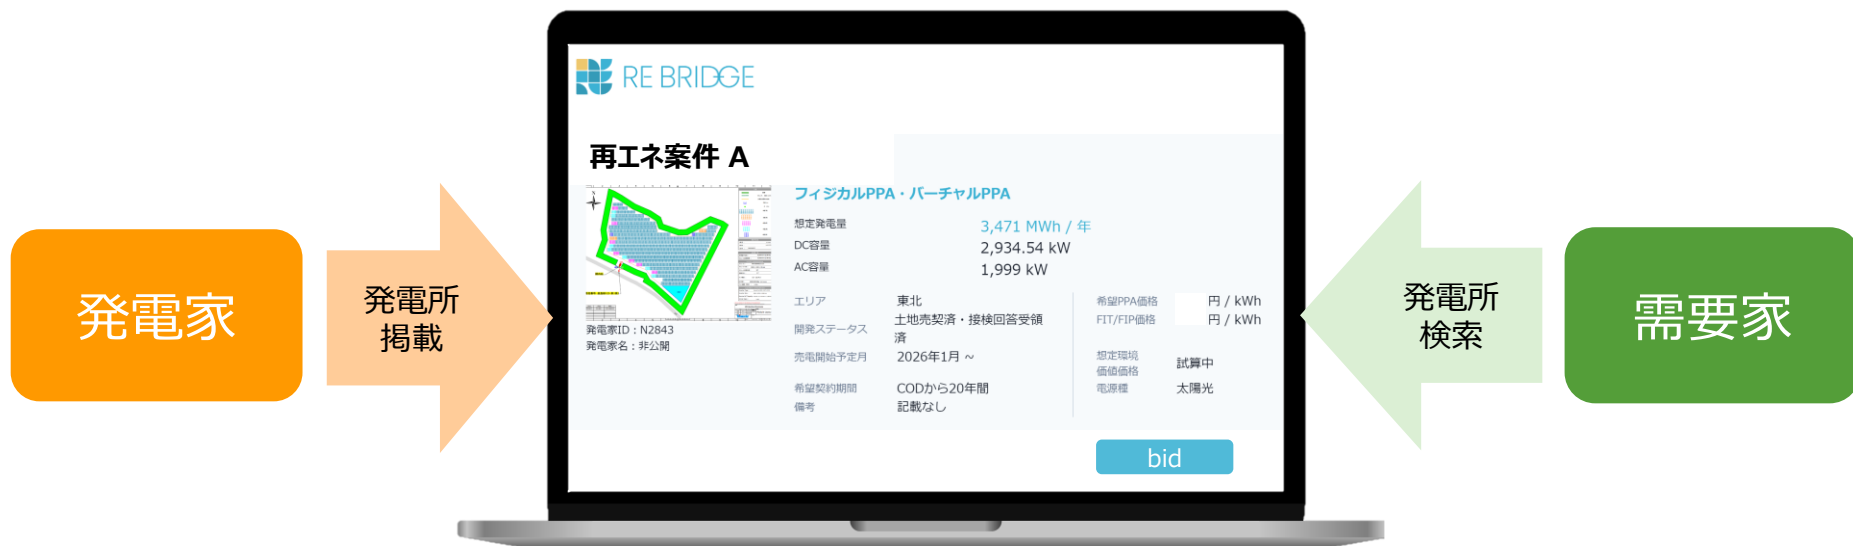 発電家
発電所
掲載
RE BRIDGE
再エネ案件 A
発電家ID：N2843
発電家名：非公開
フィジカルPPA・バーチャルPPA
想定発電量 3,471 MWh / 年
DC容量 2,934.54 kW
AC容量 1,999 kW
エリア 東北
開発ステータス 土地売契済・接検回答受領
済
売電開始予定月 2026年1月 ~
希望契約期間 CODから20年間
備考 記載なし
希望PPA価格 円 / kWh
FIT/FIP価格 円 / kWh
想定環境
価値価格 試算中
電源種 太陽光
bid
発電所
検索
需要家